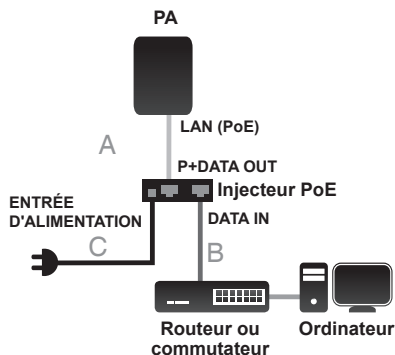 PA
LAN (PoE)
A
P+DATA OUT
Injecteur PoE
ENTRÉE
D'ALIMENTATION
DATA IN
C
B
Routeur ou
commutateur
Ordinateur